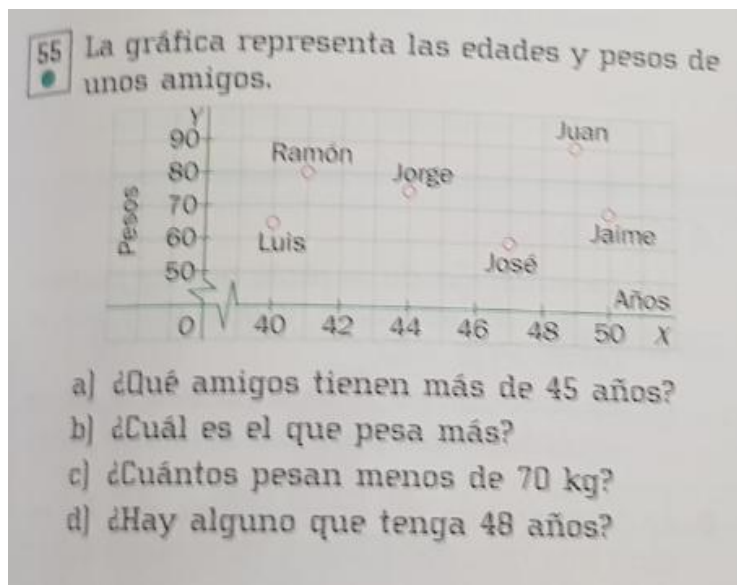 55 La gráfica representa las edades y pesos de
unos amigos.
Y
90
80
70
60
50
Pesos
Ramón
Jorge
Juan
Luis
José
Jaime
Años
O 40 42 44 46 48 50 X
a) ¿Qué amigos tienen más de 45 años?
b) ¿Cuál es el que pesa más?
c) ¿Cuántos pesan menos de 70 kg?
d) ¿Hay alguno que tenga 48 años?